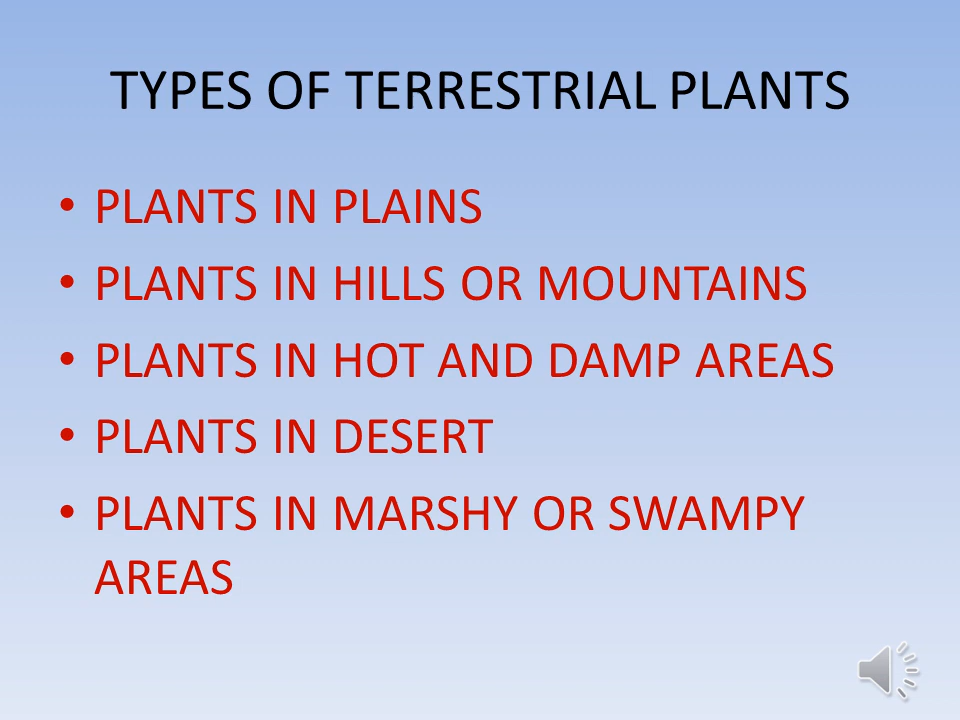 TYPES OF TERRESTRIAL PLANTS
• PLANTS IN PLAINS
• PLANTS IN HILLS OR MOUNTAINS
• PLANTS IN HOT AND DAMP AREAS
• PLANTS IN DESERT
• PLANTS IN MARSHY OR SWAMPY
AREAS